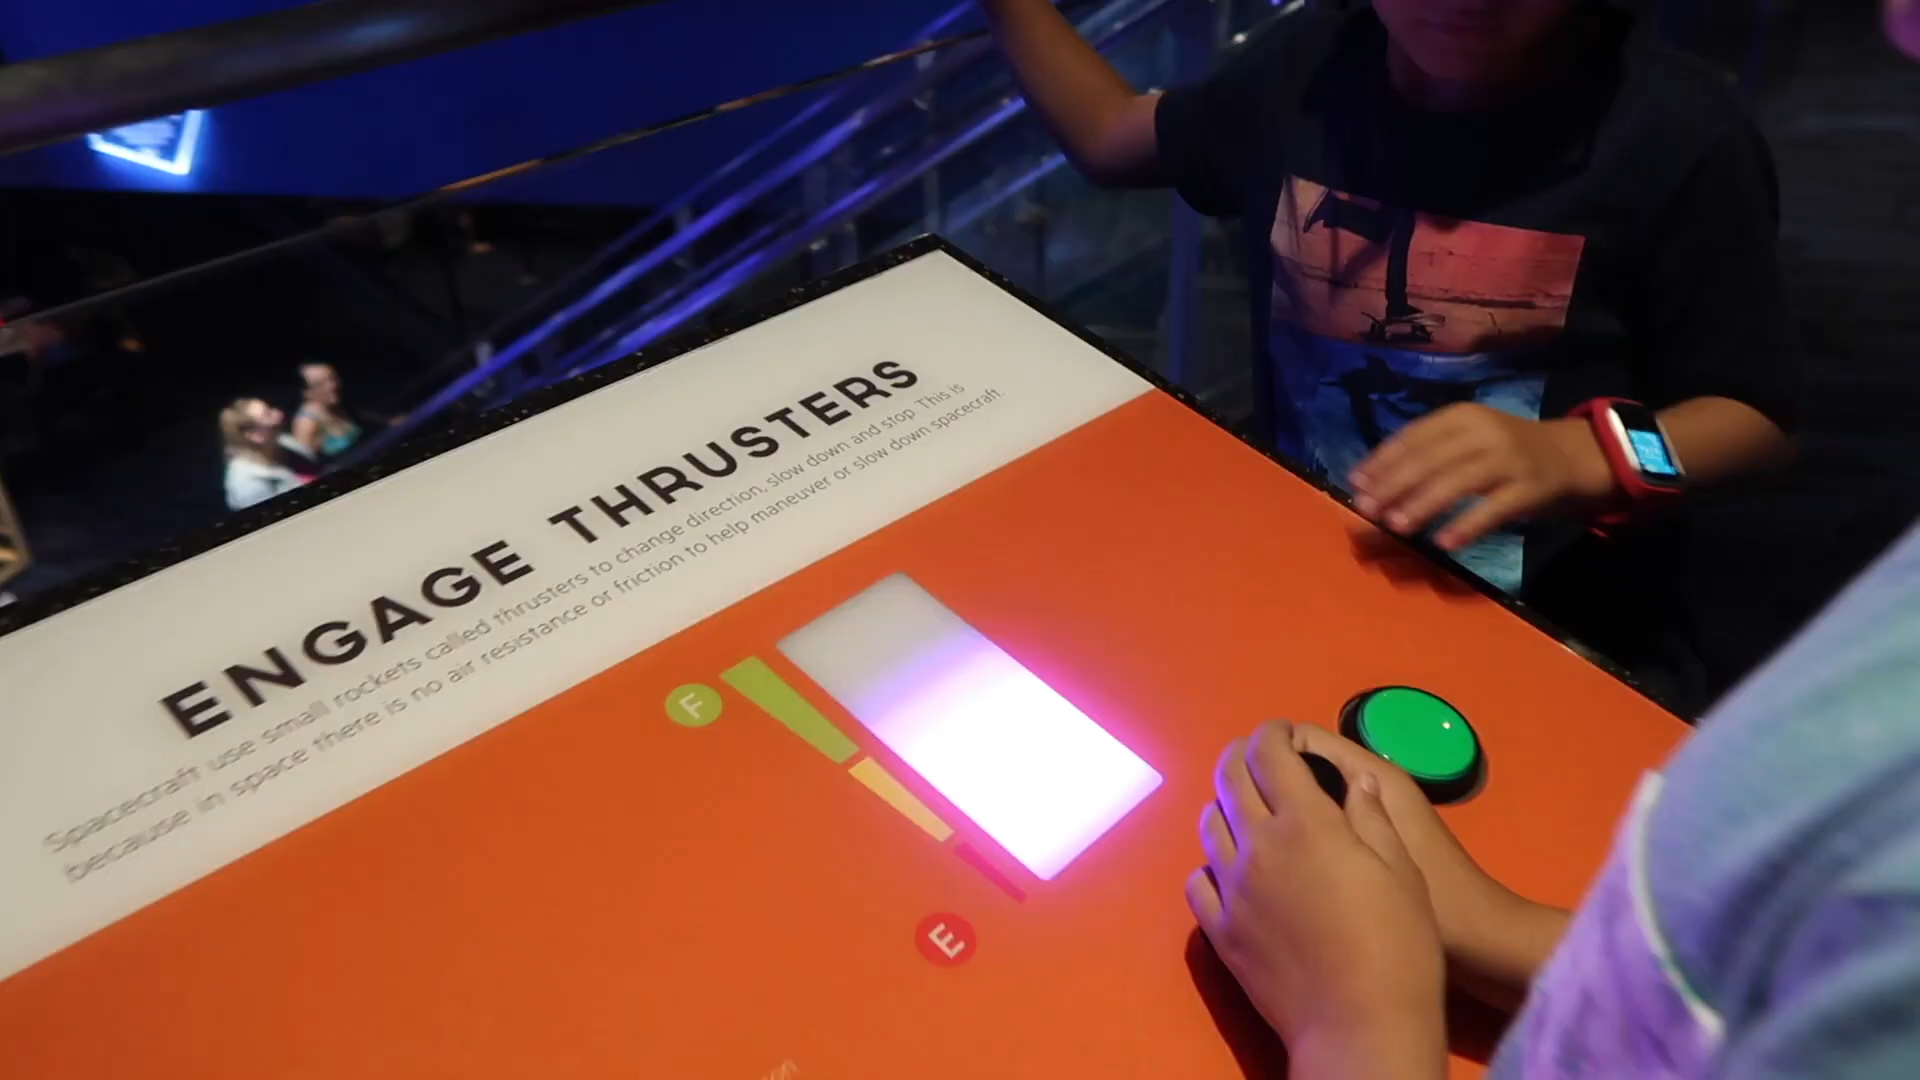 ENGAGE THRUSTERS
Spacecraft use small rockets called thrusters to change direction, slow down and stop. This is
because in space there is no air resistance or friction to help maneuver or slow down spacecraft.
F
E